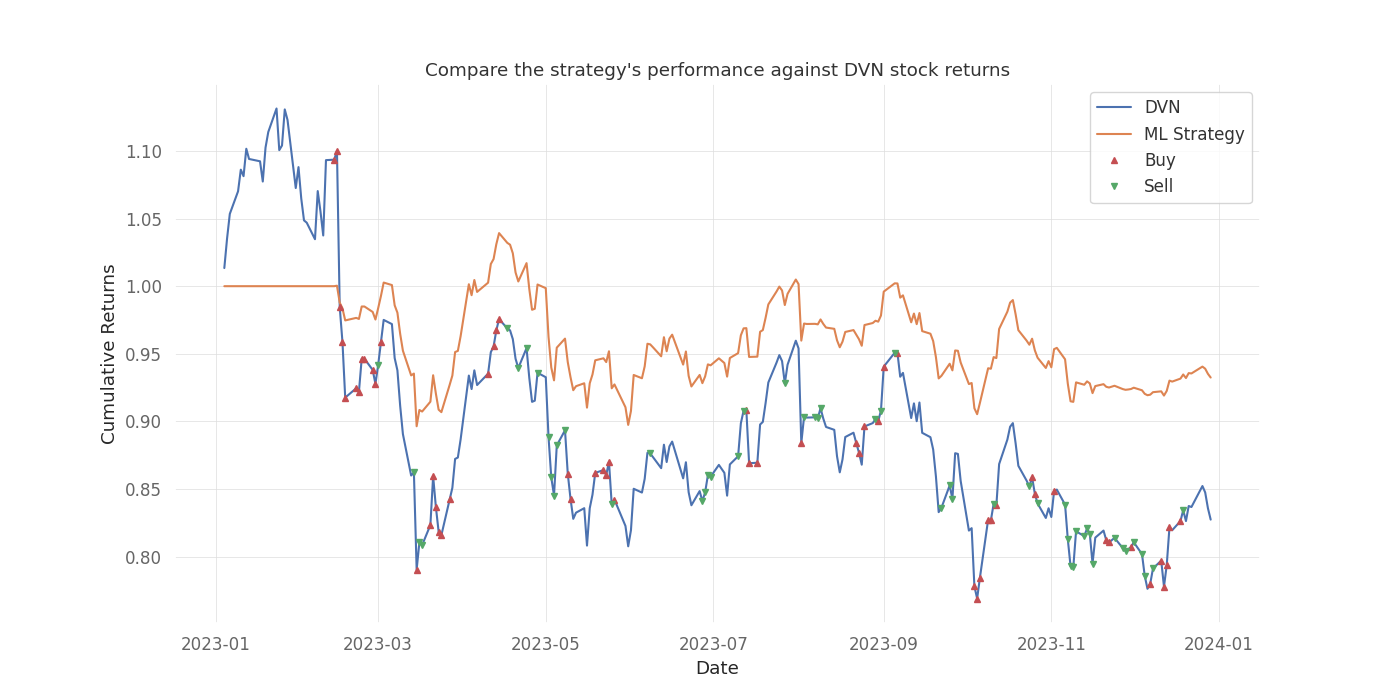 Compare the strategy's performance against DVN stock returns
DVN
ML Strategy
Buy
Sell
Cumulative Returns
1.10
1.05
1.00
0.95
0.90
0.85
0.80
2023-01
2023-03
2023-05
2023-07
2023-09
2023-11
2024-01
Date